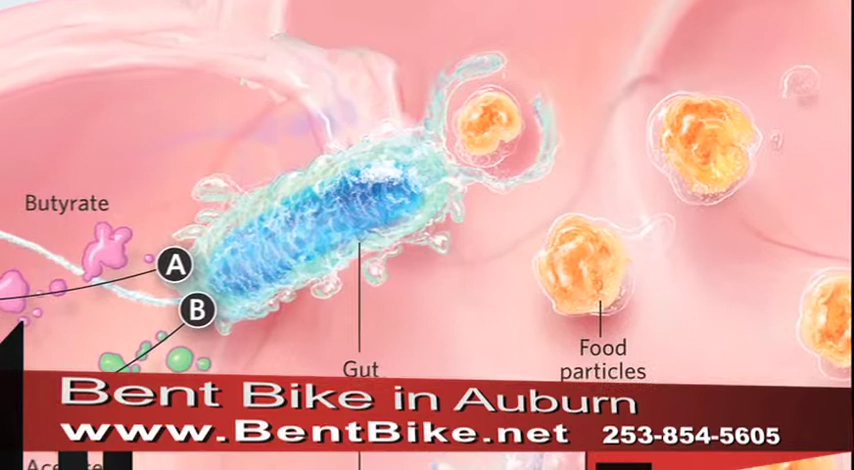 Butyrate
A
B
Gut
Food
particles
Bent Bike in Auburn
www.BentBike.net 253-854-5605